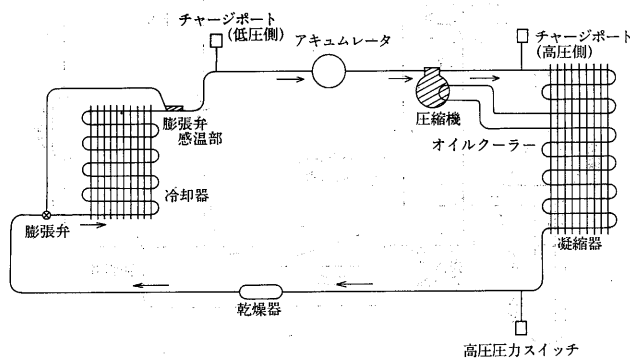 チャージポート
(低圧側)
アキュムレータ
チャージポート
(高圧側)
膨張弁
感温部
圧縮機
オイルクーラー
冷却器
膨張弁
凝縮器
乾燥器
高圧圧力スイッチ